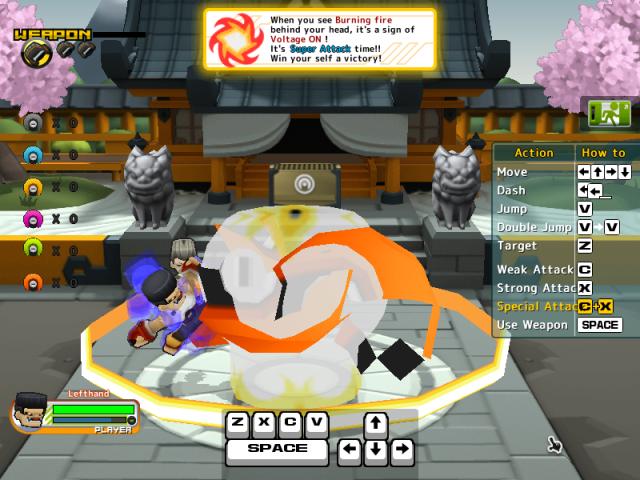 When you see Burning fire
behind your head, it's a sign of
Voltage ON !
It's Super Attack time!!
Win your self a victory!
WEAPON
X 0
X 0
X 0
X 0
X 0
X 0
Action How to
Move
Dash
Jump V
Double Jump V V
Target Z
Weak Attack C
Strong Attac X
Special Attac C+X
Use Weapon SPACE
Lefthand
PLAYER
Z X C V
SPACE